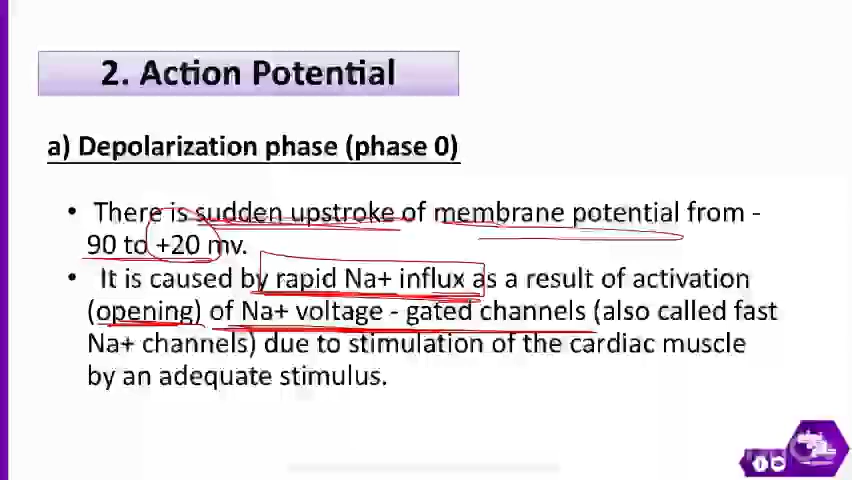 2. Action Potential
a) Depolarization phase (phase 0)
• There is sudden upstroke of membrane potential from -
90 to +20 mv.
• It is caused by rapid Na+ influx as a result of activation
(opening) of Na+ voltage - gated channels (also called fast
Na+ channels) due to stimulation of the cardiac muscle
by an adequate stimulus.